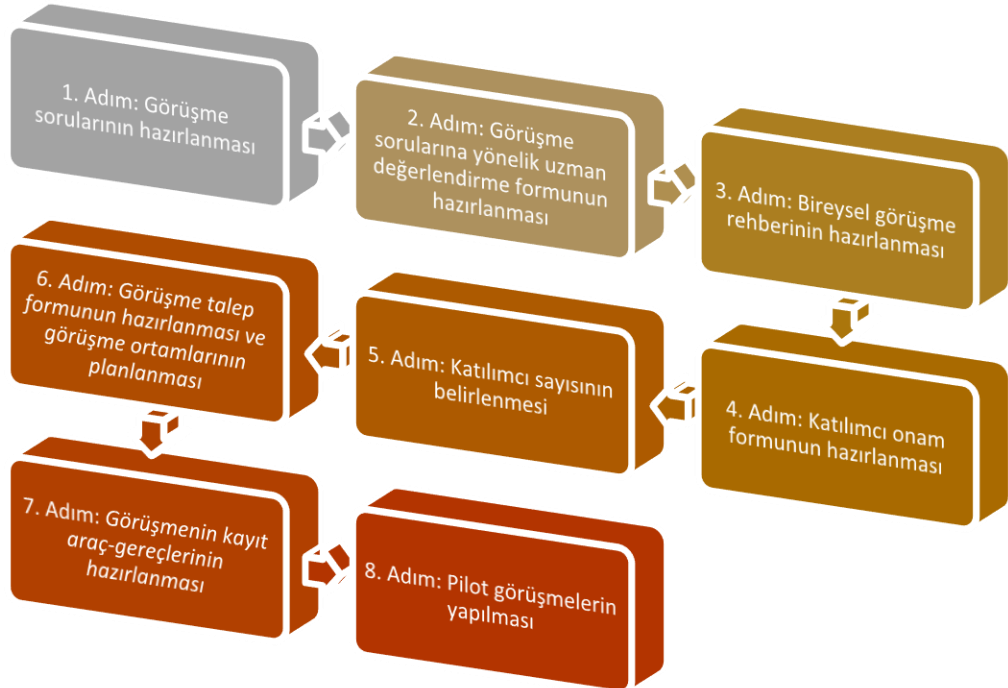 1. Adım: Görüşme
sorularının hazırlanması
2. Adım: Görüşme
sorularına yönelik uzman
değerlendirme formunun
hazırlanması
3. Adım: Bireysel görüşme
rehberinin hazırlanması
4. Adım: Katılımcı onam
formunun hazırlanması
5. Adım: Katılımcı sayısının
belirlenmesi
6. Adım: Görüşme talep
formunun hazırlanması ve
görüşme ortamlarının
planlanması
7. Adım: Görüşmenin kayıt
araç-gereçlerinin
hazırlanması
8. Adım: Pilot görüşmelerin
yapılması